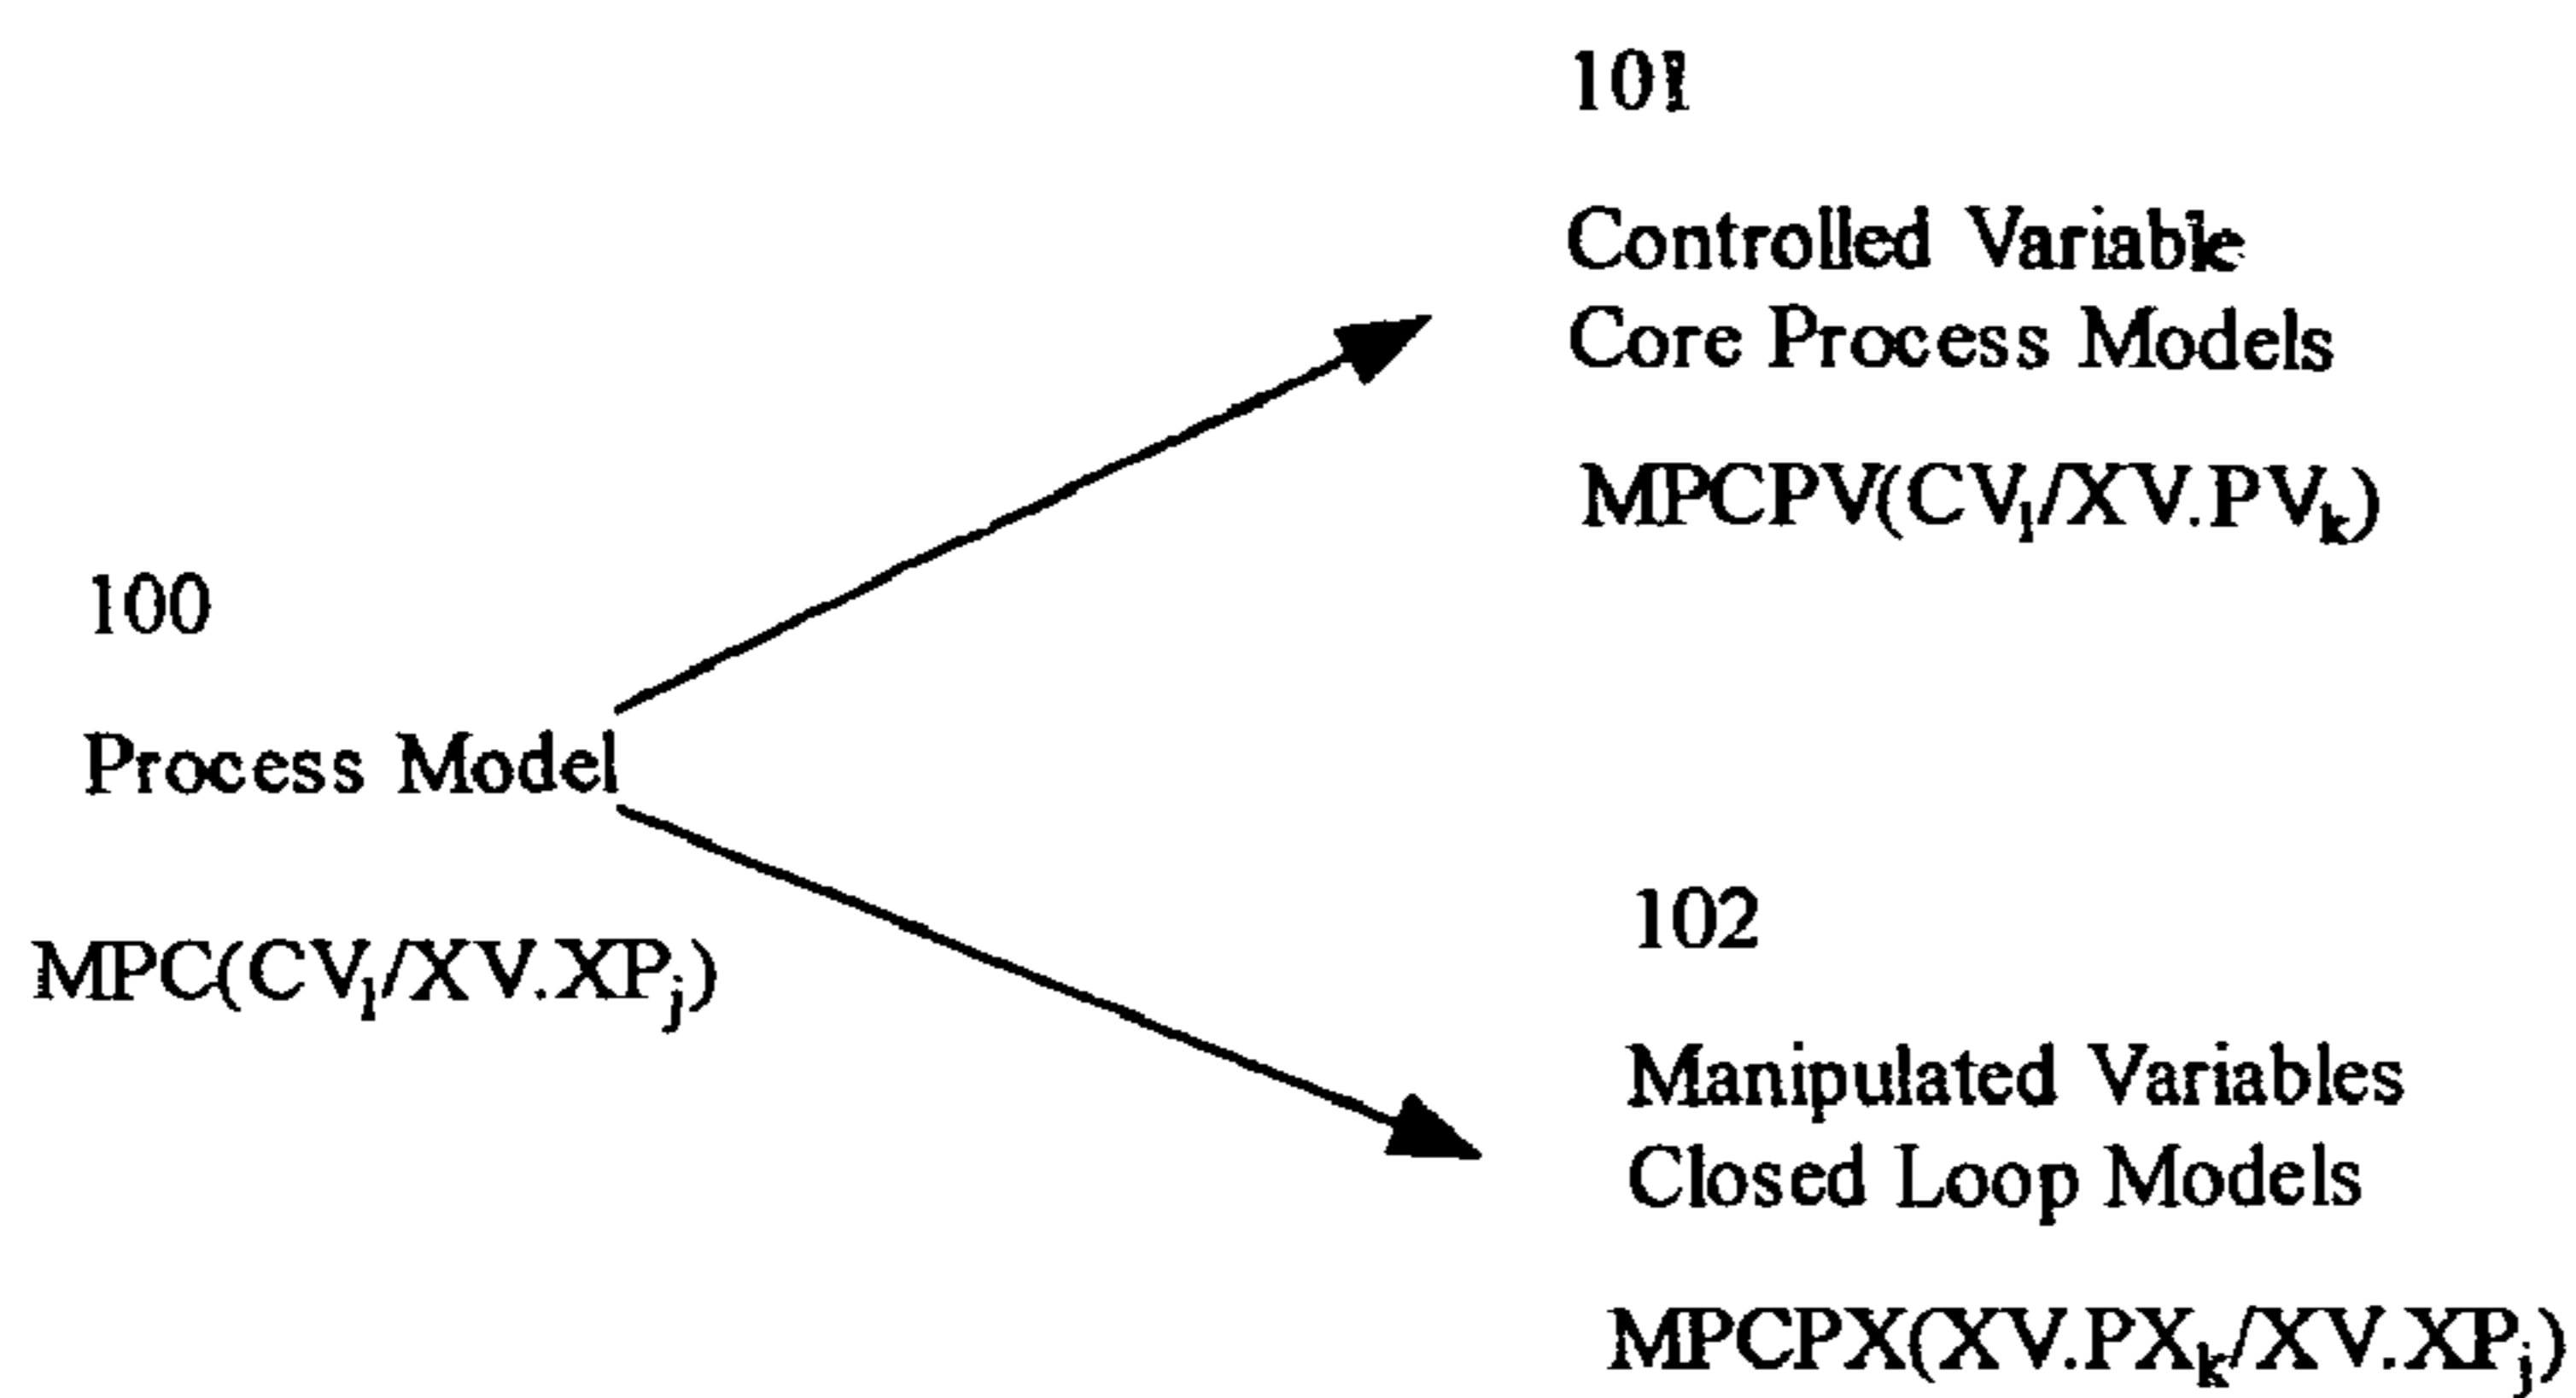 101
Controlled Variable
Core Process Models
MPCPV(CVₗ/XV.PVₖ)
100
Process Model
MPC(CVₗ/XV.XPⱼ)
102
Manipulated Variables
Closed Loop Models
MPCPX(XV.PXₖ/XV.XPⱼ)